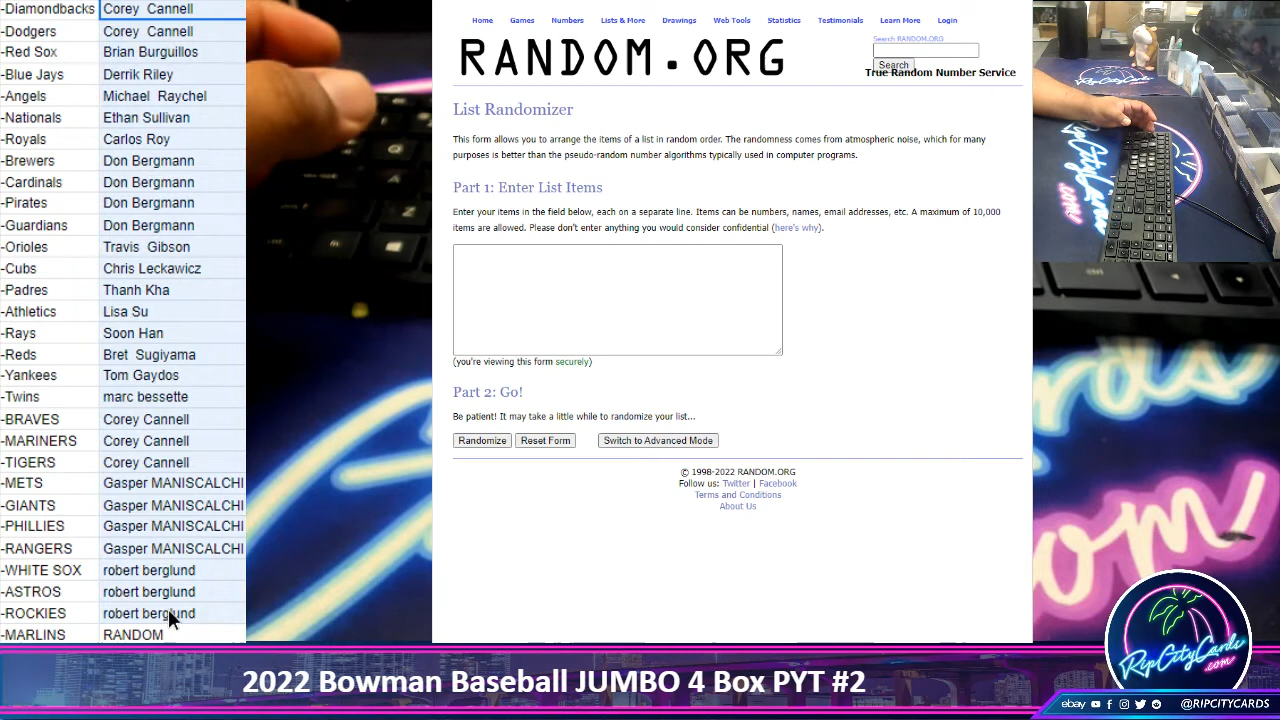 -Diamondbacks Corey Cannell
-Dodgers Corey Cannell
-Red Sox Brian Burguin
-Blue Jays Derrik Riley
-Angels Michael Raychel
-Nationals Ethan Sullivan
-Royals Carlos Roy
-Brewers Don Bergmann
-Cardinals Don Bergmann
-Pirates Don Bergmann
-Guardians Don Bergmann
-Orioles Travis Gibson
-Cubs Chris Leckawicz
-Padres Thanh Kha
-Athletics Lisa Su
-Rays Soon Han
-Reds Bret Sugiyama
-Yankees Tom Gaydos
-Twins marc bessette
-BRAVES Corey Cannell
-MARINERS Corey Cannell
-TIGERS Corey Cannell
-METS Gasper MANISCALCHI
-GIANTS Gasper MANISCALCHI
-PHILLIES Gasper MANISCALCHI
-RANGERS Gasper MANISCALCHI
-WHITE SOX robert berglund
-ASTROS robert berglund
-ROCKIES robert berglund
-MARLINS RANDOM
Home Games Numbers Lists & More Drawings Web Tools Statistics Testimonials Learn More Login
RANDOM.ORG
Search RANDOM.ORG
Search
True Random Number Service
List Randomizer
This form allows you to arrange the items of a list in random order. The randomness comes from atmospheric noise, which for many
purposes is better than the pseudo-random number algorithms typically used in computer programs.
Part 1: Enter List Items
Enter your items in the field below, each on a separate line. Items can be numbers, names, email addresses, etc. A maximum of 10,000
items are allowed. Please don't enter anything you would consider confidential (here's why).
(you're viewing this form securely)
Part 2: Go!
Be patient! It may take a little while to randomize your list...
Randomize Reset Form Switch to Advanced Mode
© 1998-2022 RANDOM.ORG
Follow us: Twitter | Facebook
Terms and Conditions
About Us
2022 Bowman Baseball JUMBO 4 Box PYT #2
RipCityCards
.com
ebay @RIPCITYCARDS